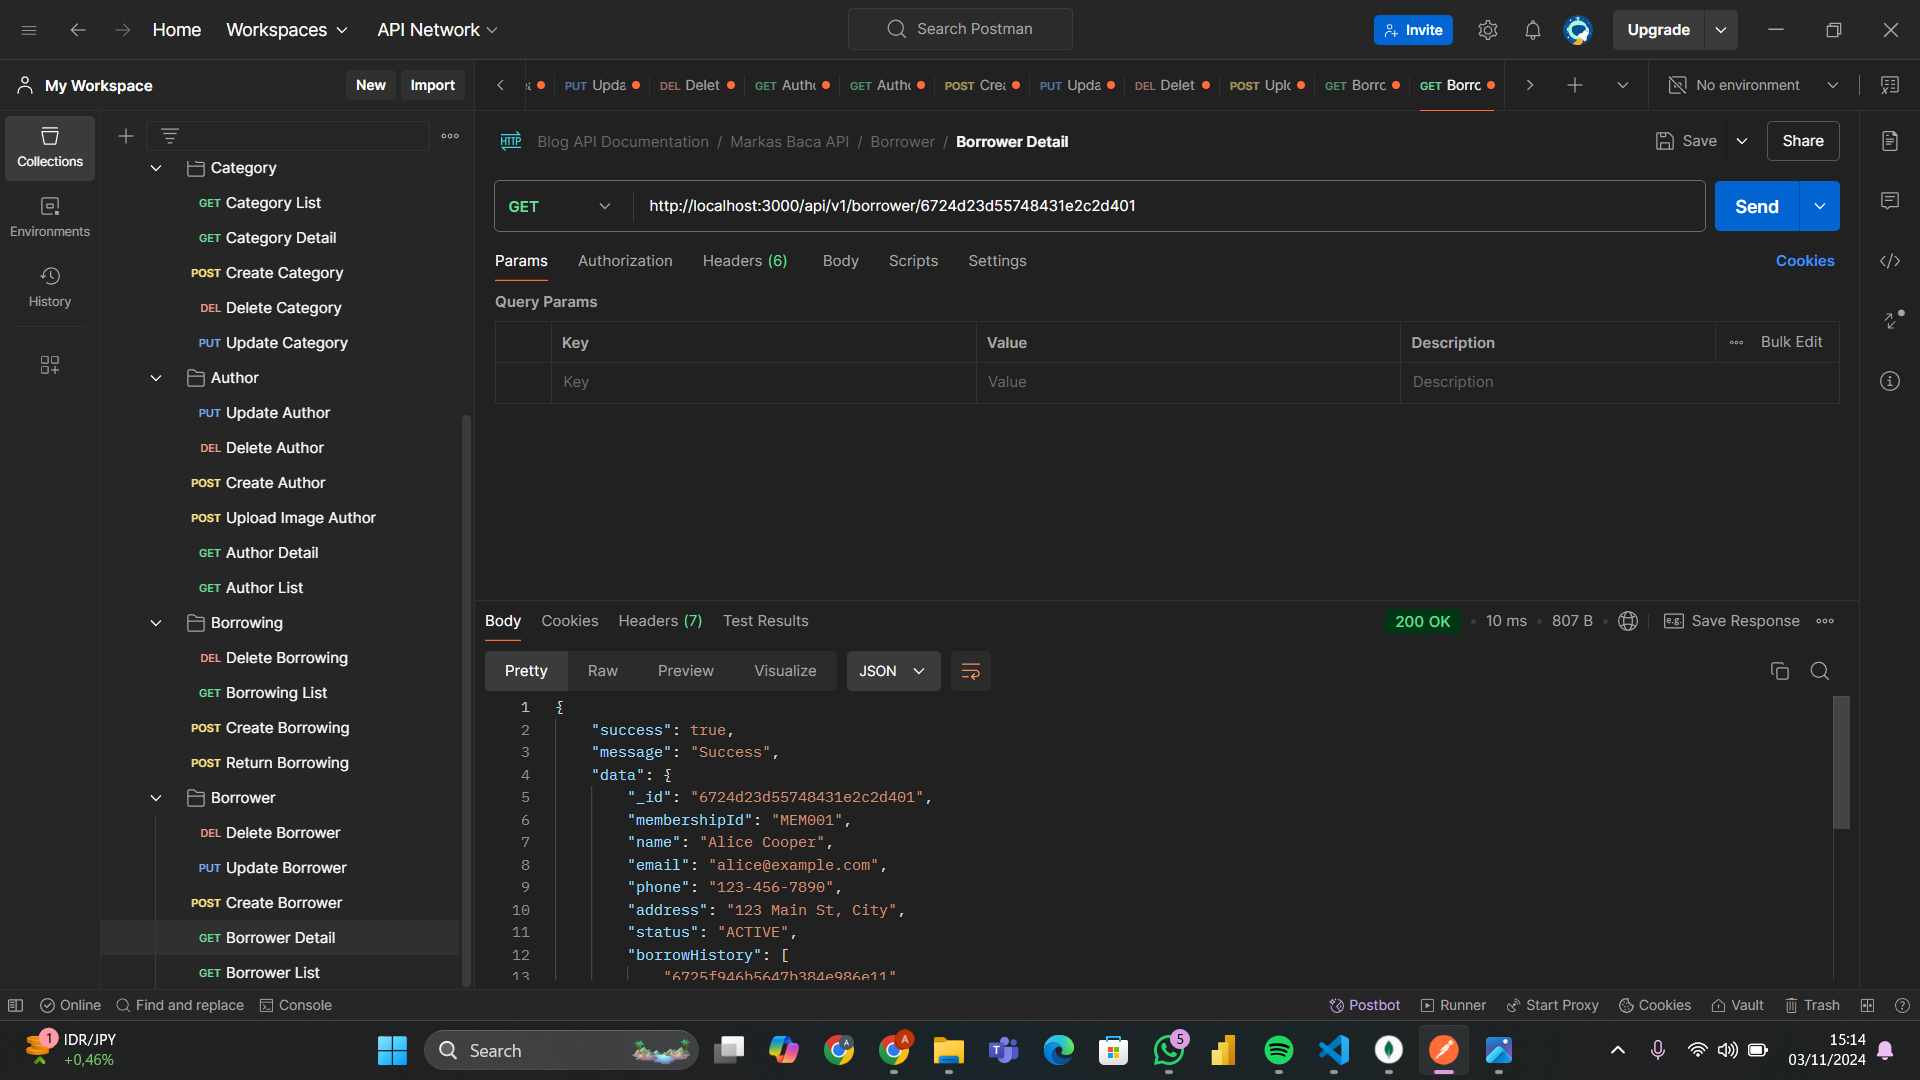 Home
Workspaces
API Network
Search Postman
Invite
Upgrade
My Workspace
New
Import
PUT Upda
DEL Delet
GET Auth
GET Auth
POST Crea
PUT Upda
DEL Delet
POST Uplo
GET Borro
GET Borro
No environment
Collections
Environments
History
Category
GET Category List
GET Category Detail
POST Create Category
DEL Delete Category
PUT Update Category
Author
PUT Update Author
DEL Delete Author
POST Create Author
POST Upload Image Author
GET Author Detail
GET Author List
Borrowing
DEL Delete Borrowing
GET Borrowing List
POST Create Borrowing
POST Return Borrowing
Borrower
DEL Delete Borrower
PUT Update Borrower
POST Create Borrower
GET Borrower Detail
GET Borrower List
HTTP Blog API Documentation / Markas Baca API / Borrower / Borrower Detail
Save
Share
GET
http://localhost:3000/api/v1/borrower/6724d23d55748431e2c2d401
Send
Params
Authorization
Headers (6)
Body
Scripts
Settings
Cookies
Query Params
Key Value Description Bulk Edit
Key Value Description
Body
Cookies
Headers (7)
Test Results
200 OK • 10 ms • 807 B
e.g. Save Response
Pretty
Raw
Preview
Visualize
JSON
1 {
2 "success": true,
3 "message": "Success",
4 "data": {
5 "_id": "6724d23d55748431e2c2d401",
6 "membershipId": "MEM001",
7 "name": "Alice Cooper",
8 "email": "alice@example.com",
9 "phone": "123-456-7890",
10 "address": "123 Main St, City",
11 "status": "ACTIVE",
12 "borrowHistory": [
13 "6725f946b5647b384e986e11"
Online
Find and replace
Console
Postbot
Runner
Start Proxy
Cookies
Vault
Trash
1
IDR/JPY
+0,46%
Search
A
A
T
5
15:14
03/11/2024